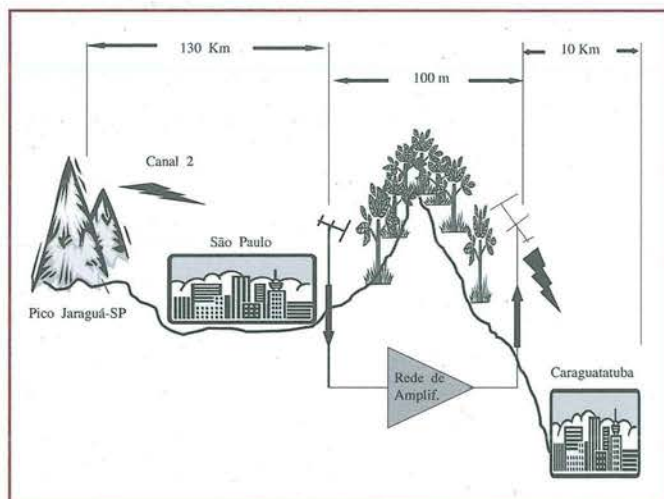 130 Km
100 m
10 Km
Canal 2
São Paulo
Pico Jaraguá-SP
Rede de
Amplif.
Caraguatatuba